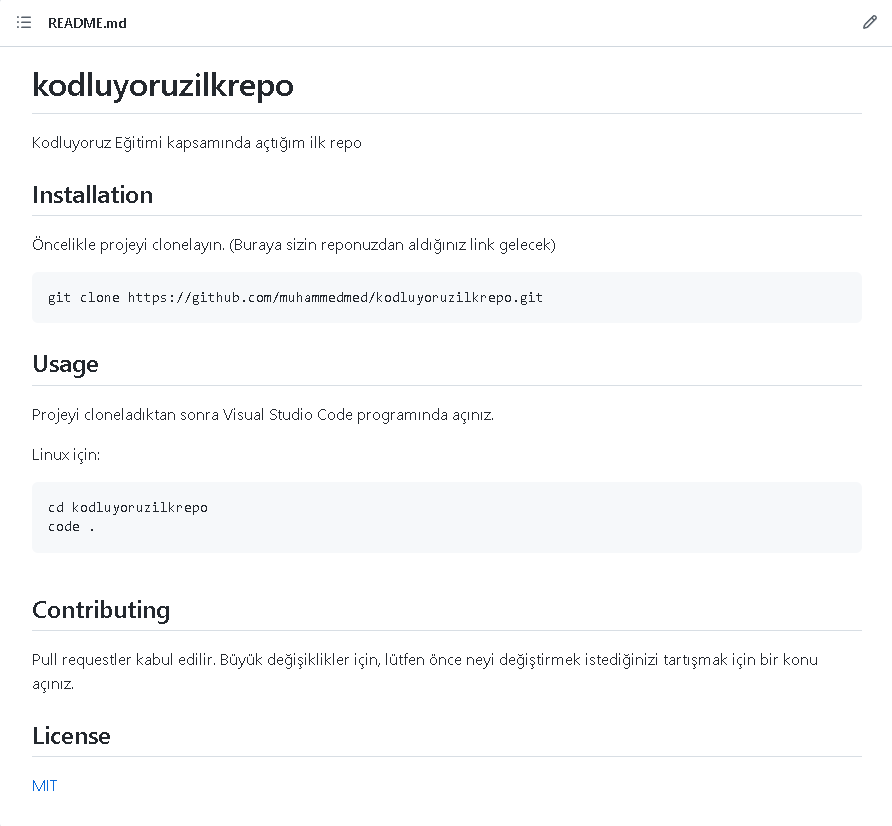 README.md
kodluyoruzilkrepo
Kodluyoruz Eğitimi kapsamında açtığım ilk repo
Installation
Öncelikle projeyi clonelayın. (Buraya sizin reponuzdan aldığınız link gelecek)
git clone https://github.com/muhammedmed/kodluyoruzilkrepo.git
Usage
Projeyi cloneladıktan sonra Visual Studio Code programında açınız.
Linux için:
cd kodluyoruzilkrepo
code .
Contributing
Pull requestler kabul edilir. Büyük değişiklikler için, lütfen önce neyi değiştirmek istediğinizi tartışmak için bir konu
açınız.
License
MIT